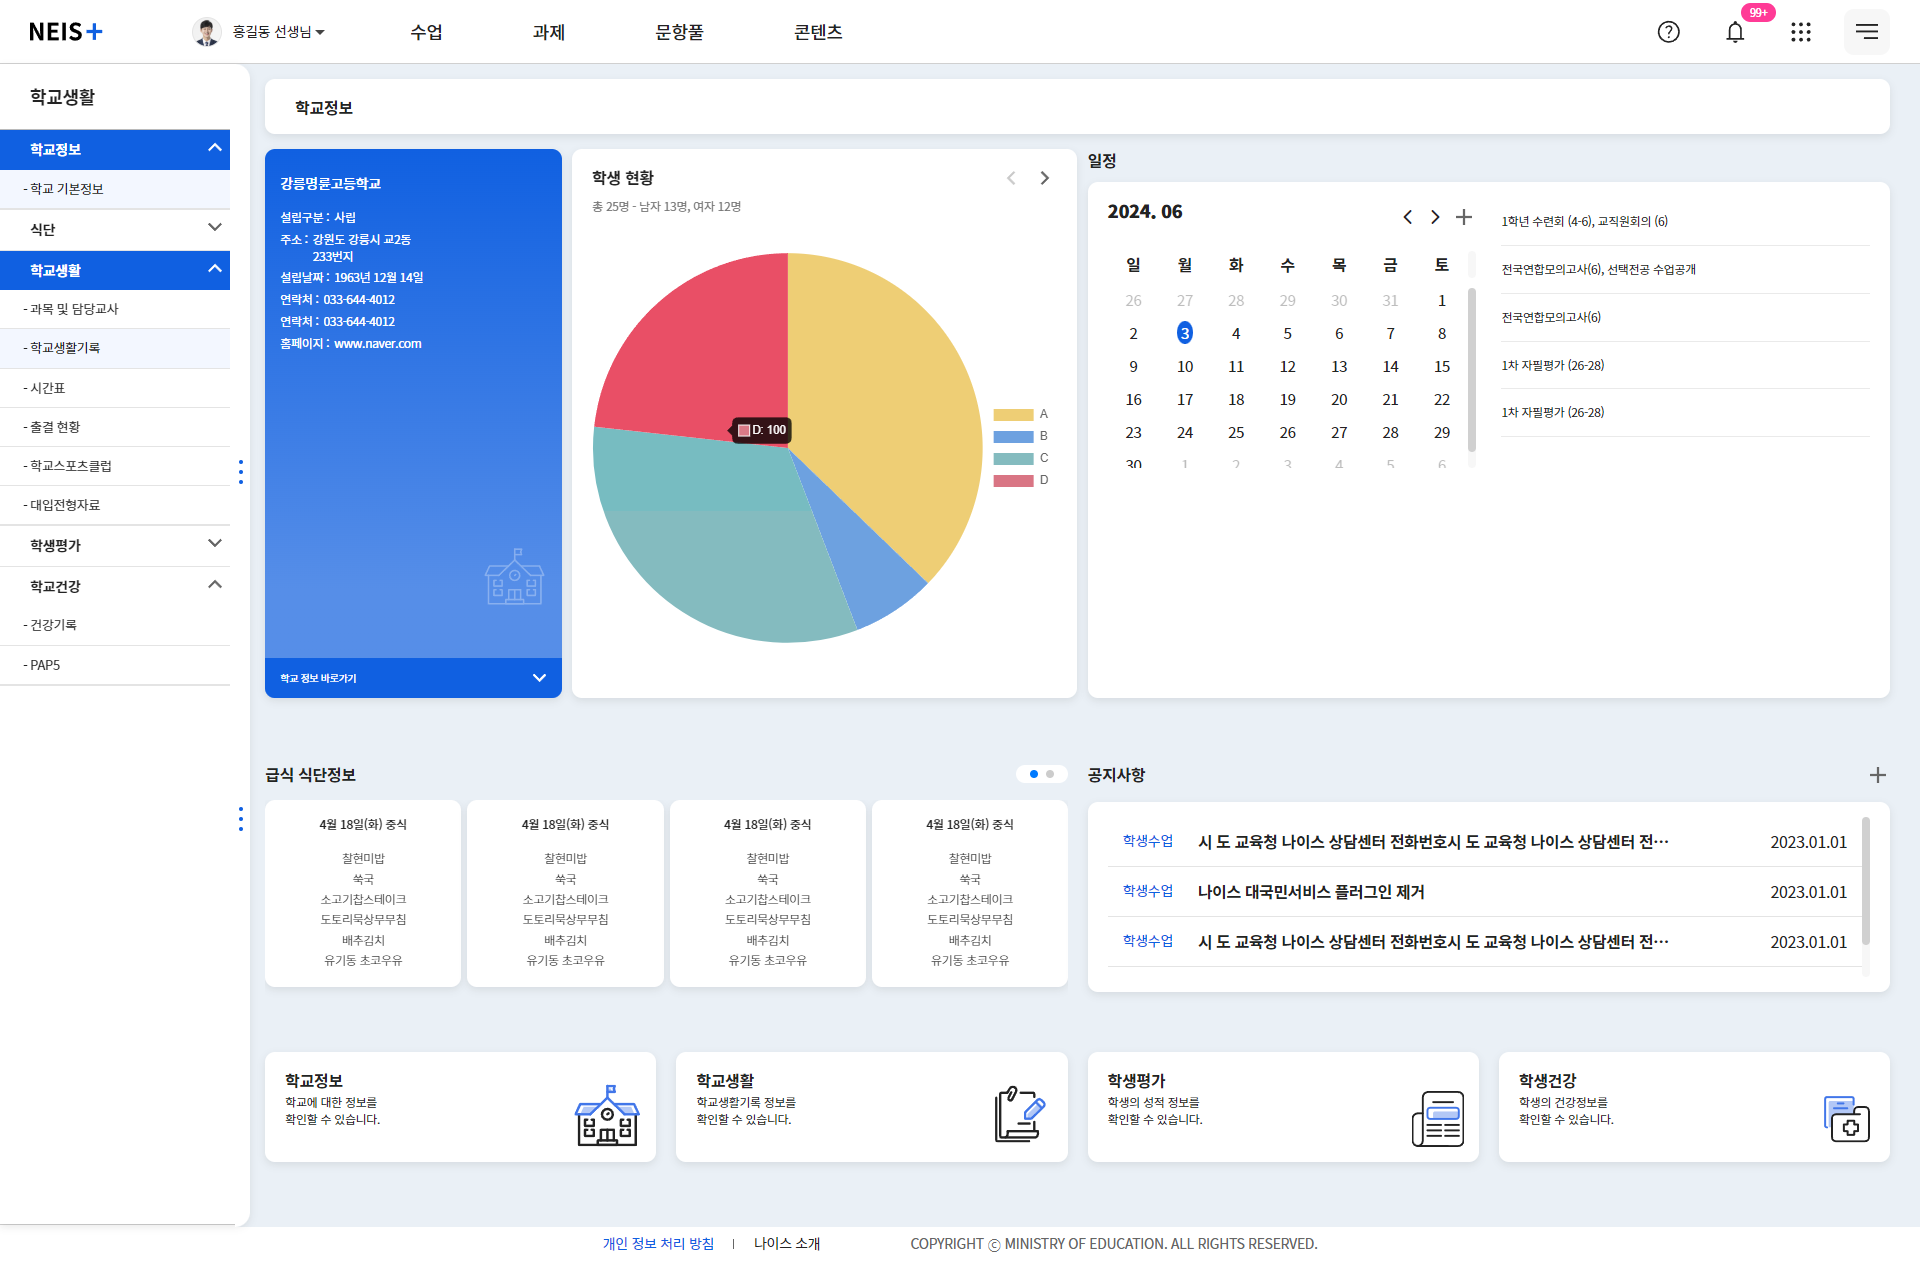 NEIS+
홍길동 선생님
수업
과제
문항풀
콘텐츠
99+
학교생활
학교정보
- 학교 기본정보
식단
학교생활
- 과목 및 담당교사
- 학교생활기록
- 시간표
- 출결 현황
- 학교스포츠클럽
- 대입전형자료
학생평가
학교건강
- 건강기록
- PAP5
학교정보
강릉명륜고등학교
설립구분 : 사립
주소 : 강원도 강릉시 교2동
233번지
설립날짜 : 1963년 12월 14일
연락처 : 033-644-4012
연락처 : 033-644-4012
홈페이지 : www.naver.com
학교 정보 바로가기
학생 현황
총 25명 - 남자 13명, 여자 12명
D: 100
A
B
C
D
일정
2024. 06
일 월 화 수 목 금 토
26 27 28 29 30 31 1
2 3 4 5 6 7 8
9 10 11 12 13 14 15
16 17 18 19 20 21 22
23 24 25 26 27 28 29
30 1 2 3 4 5 6
1학년 수련회 (4-6), 교직원회의 (6)
전국연합모의고사(6), 선택전공 수업공개
전국연합모의고사(6)
1차 자필평가 (26-28)
1차 자필평가 (26-28)
급식 식단정보
4월 18일(화) 중식
찰현미밥
쑥국
소고기찹스테이크
도토리묵상무무침
배추김치
유기동 초코우유
4월 18일(화) 중식
찰현미밥
쑥국
소고기찹스테이크
도토리묵상무무침
배추김치
유기동 초코우유
4월 18일(화) 중식
찰현미밥
쑥국
소고기찹스테이크
도토리묵상무무침
배추김치
유기동 초코우유
4월 18일(화) 중식
찰현미밥
쑥국
소고기찹스테이크
도토리묵상무무침
배추김치
유기동 초코우유
공지사항
학생수업 시 도 교육청 나이스 상담센터 전화번호시 도 교육청 나이스 상담센터 전… 2023.01.01
학생수업 나이스 대국민서비스 플러그인 제거 2023.01.01
학생수업 시 도 교육청 나이스 상담센터 전화번호시 도 교육청 나이스 상담센터 전… 2023.01.01
학교정보
학교에 대한 정보를
확인할 수 있습니다.
학교생활
학교생활기록 정보를
확인할 수 있습니다.
학생평가
학생의 성적 정보를
확인할 수 있습니다.
학생건강
학생의 건강정보를
확인할 수 있습니다.
개인 정보 처리 방침 | 나이스 소개
COPYRIGHT ⓒ MINISTRY OF EDUCATION. ALL RIGHTS RESERVED.